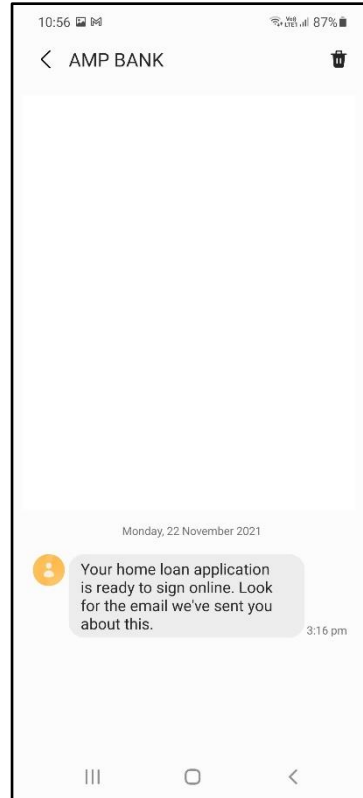 10:56 87%
AMP BANK
Monday, 22 November 2021
Your home loan application
is ready to sign online. Look
for the email we've sent you
about this.
3:16 pm